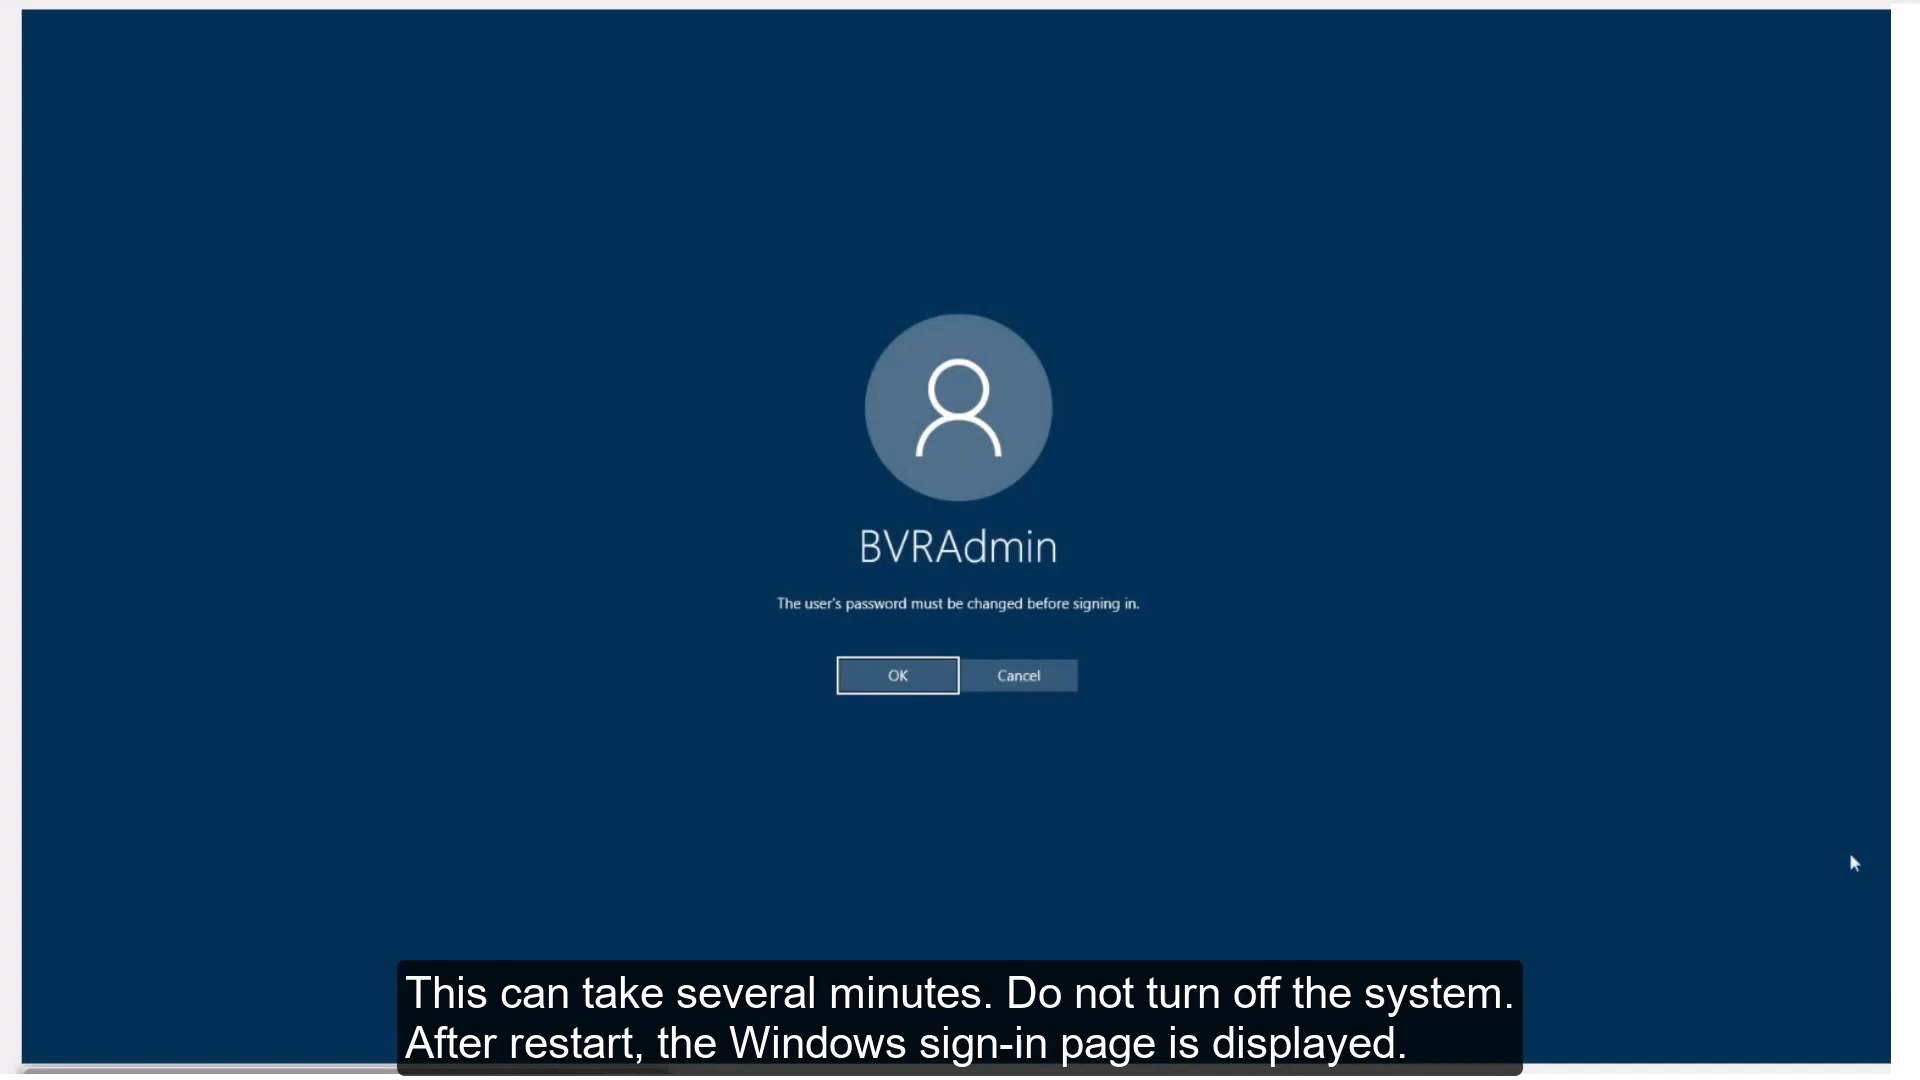 BVRAdmin
The user's password must be changed before signing in.
OK
Cancel
This can take several minutes. Do not turn off the system.
After restart, the Windows sign-in page is displayed.